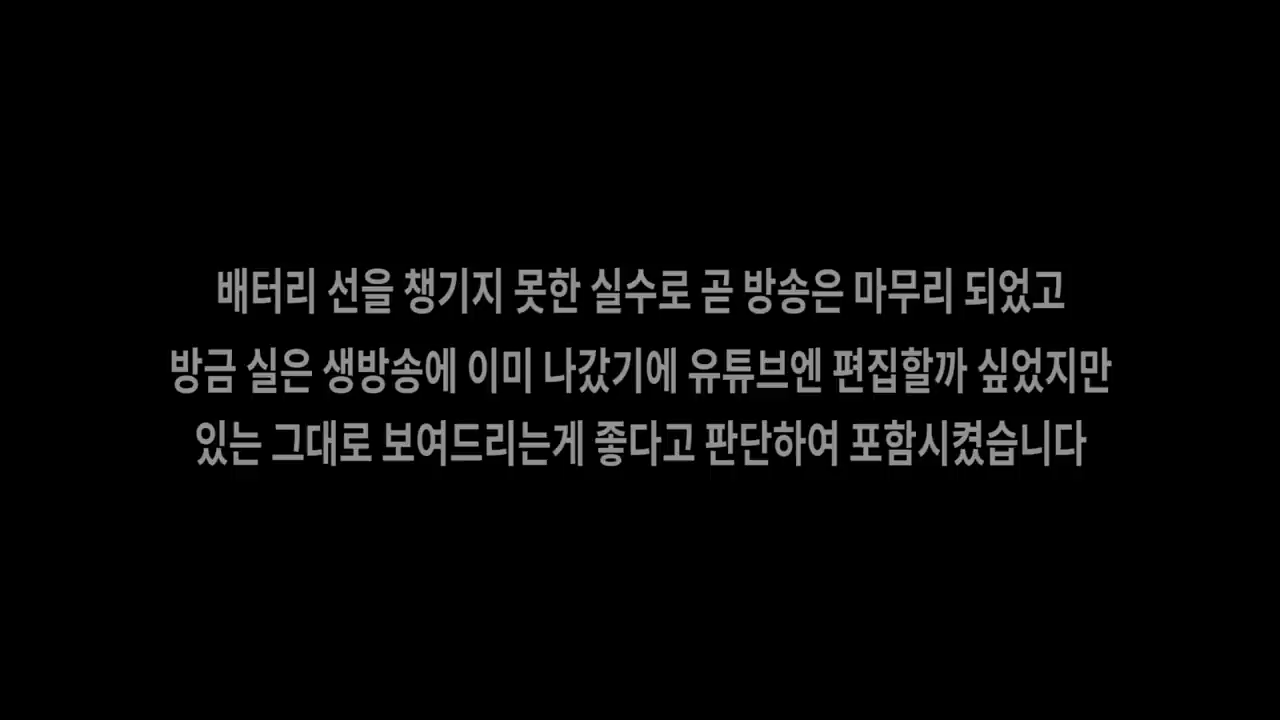 배터리 선을 챙기지 못한 실수로 곧 방송은 마무리 되었고
방금 실은 생방송에 이미 나갔기에 유튜브엔 편집할까 싶었지만
있는 그대로 보여드리는게 좋다고 판단하여 포함시켰습니다